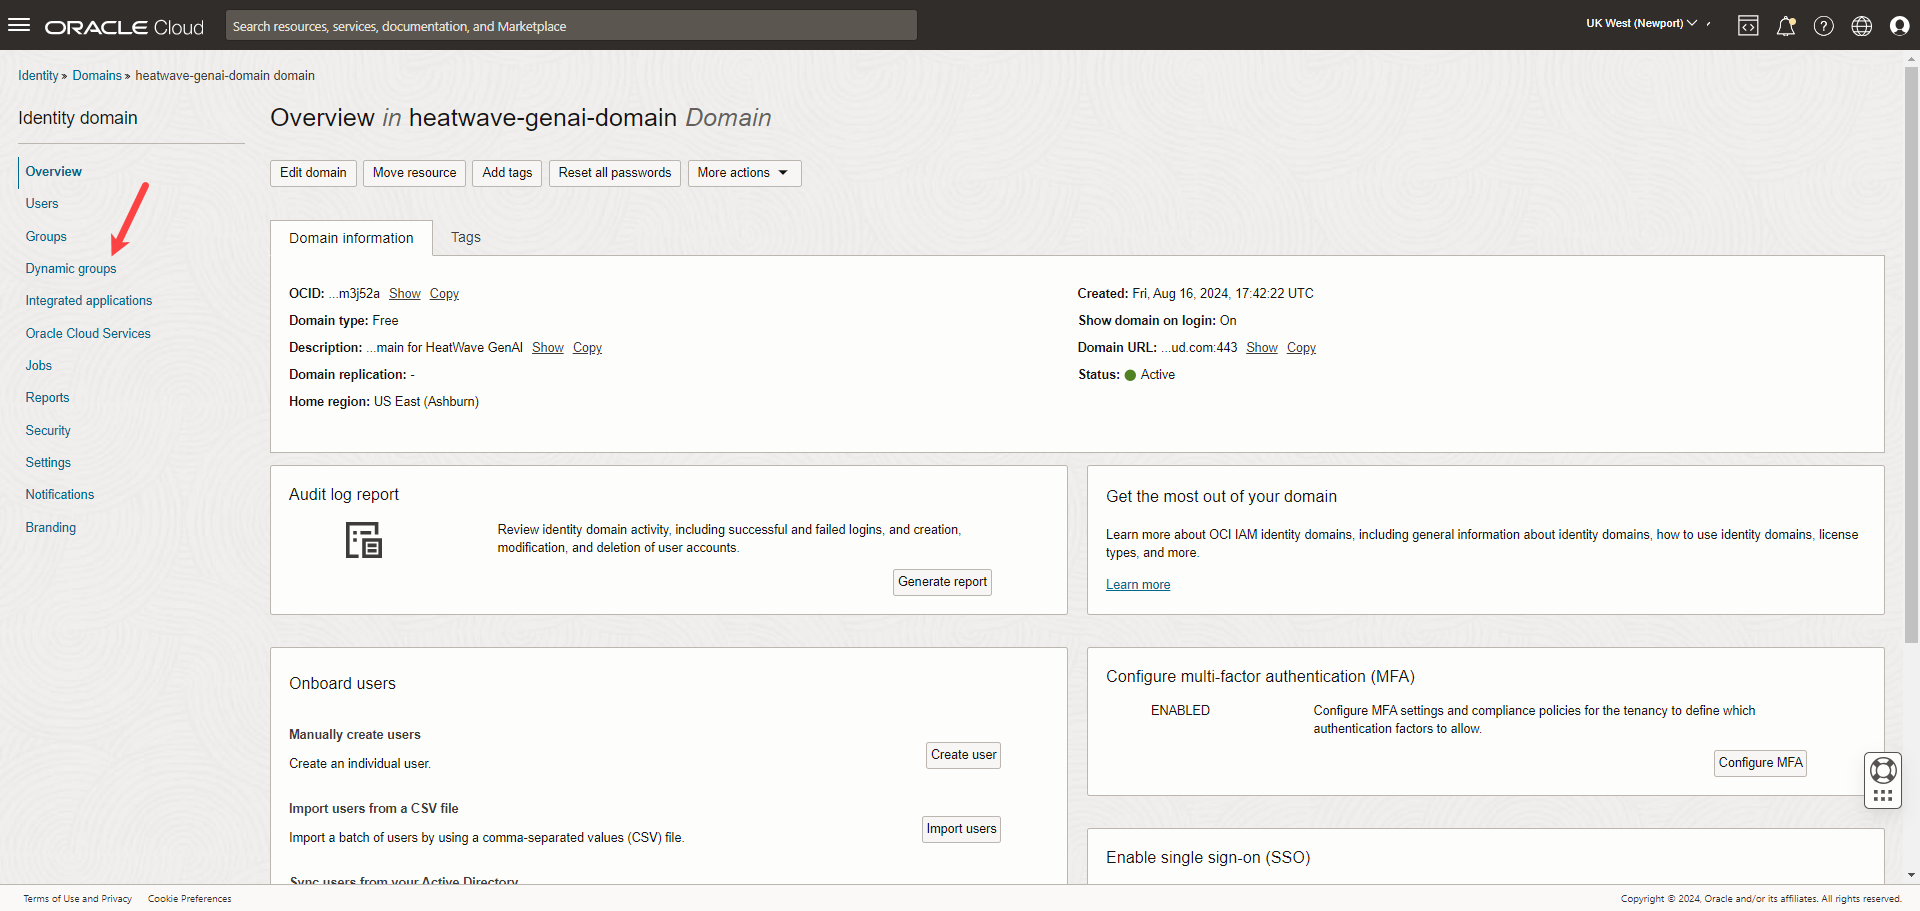 ORACLE Cloud
Search resources, services, documentation, and Marketplace
UK West (Newport)
Identity » Domains » heatwave-genai-domain domain
Identity domain
Overview
Users
Groups
Dynamic groups
Integrated applications
Oracle Cloud Services
Jobs
Reports
Security
Settings
Notifications
Branding
Overview in heatwave-genai-domain Domain
Edit domain Move resource Add tags Reset all passwords More actions
Domain information Tags
OCID: ...m3j52a Show Copy
Domain type: Free
Description: ...main for HeatWave GenAI Show Copy
Domain replication: -
Home region: US East (Ashburn)
Created: Fri, Aug 16, 2024, 17:42:22 UTC
Show domain on login: On
Domain URL: ...ud.com:443 Show Copy
Status: Active
Audit log report
Review identity domain activity, including successful and failed logins, and creation,
modification, and deletion of user accounts.
Generate report
Get the most out of your domain
Learn more about OCI IAM identity domains, including general information about identity domains, how to use identity domains, license
types, and more.
Learn more
Onboard users
Manually create users
Create an individual user.
Create user
Import users from a CSV file
Import a batch of users by using a comma-separated values (CSV) file.
Import users
Sync users from your Active Directory
Configure multi-factor authentication (MFA)
ENABLED
Configure MFA settings and compliance policies for the tenancy to define which
authentication factors to allow.
Configure MFA
Enable single sign-on (SSO)
Terms of Use and Privacy Cookie Preferences
Copyright © 2024, Oracle and/or its affiliates. All rights reserved.